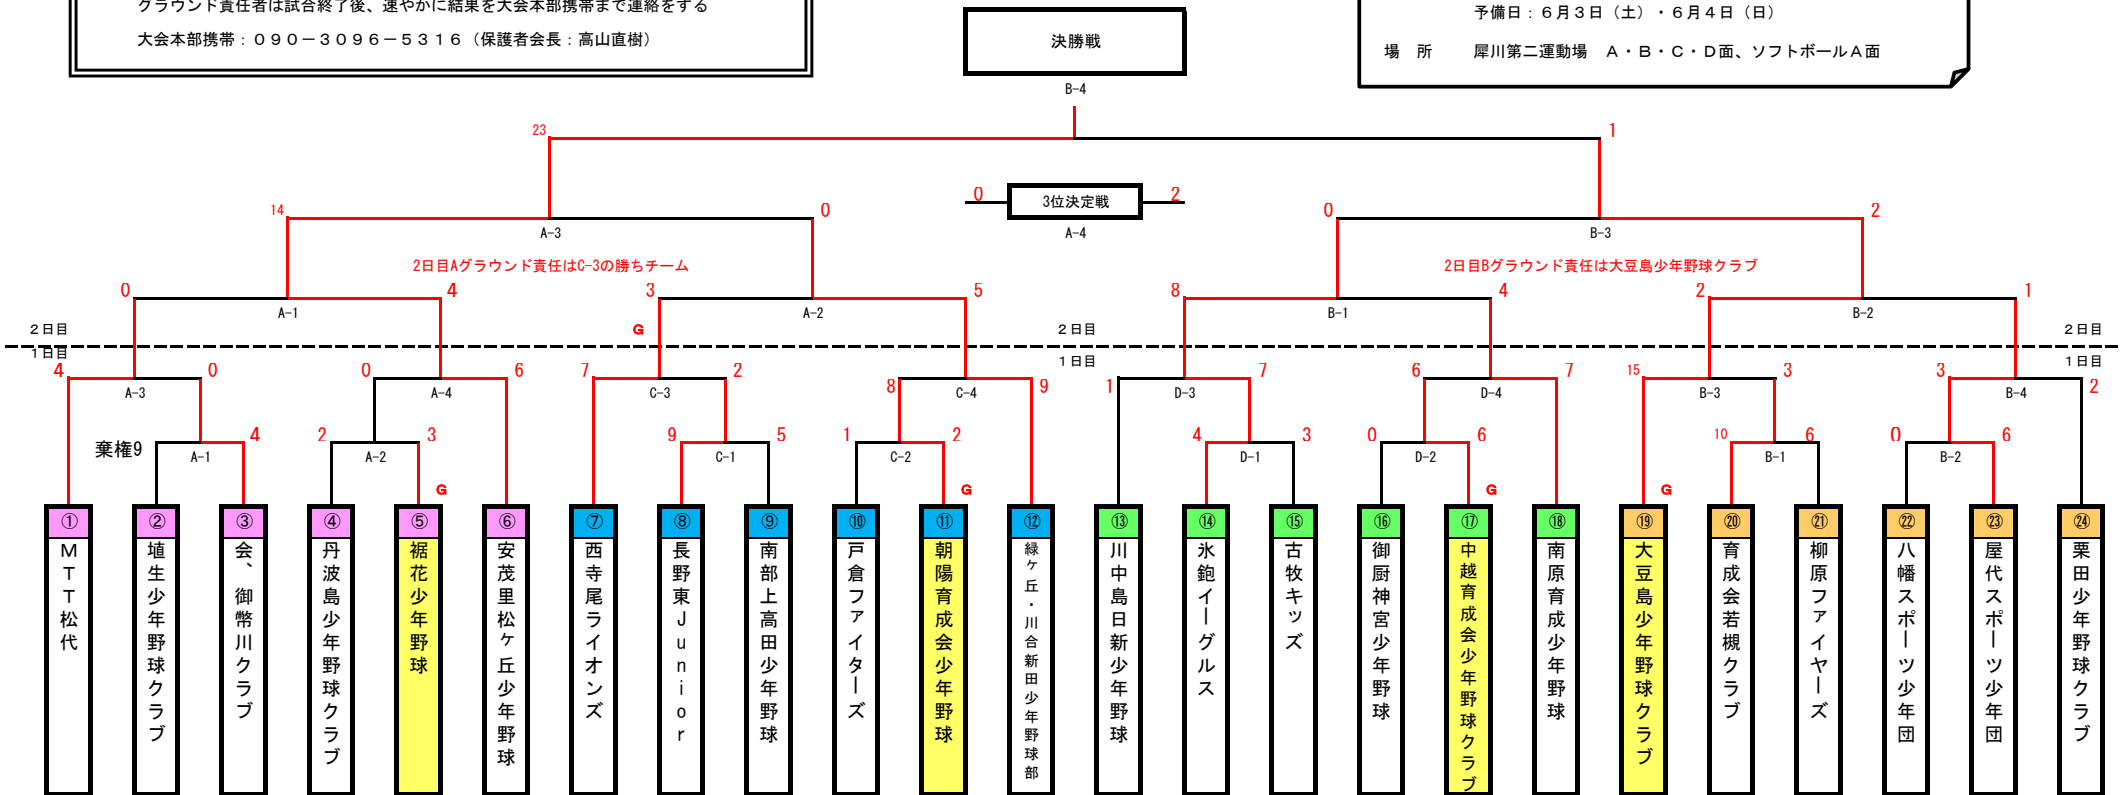 グラウンド責任者は試合終了後、速やかに結果を大会本部携帯まで連絡をする
大会本部携帯：０９０－３０９６－５３１６（保護者会長：高山直樹）
決勝戦
B-4
予備日：６月３日（土）・６月４日（日）
場　所　犀川第二運動場　Ａ・Ｂ・Ｃ・Ｄ面、ソフトボールＡ面
23
1
0
3位決定戦
2
A-4
14
0
A-3
0
2
B-3
2日目Aグラウンド責任はC-3の勝ちチーム
2日目Bグラウンド責任は大豆島少年野球クラブ
0
4
A-1
3
5
A-2
8
4
B-1
2
1
B-2
G
２日目
２日目
２日目
１日目
１日目
１日目
4
0
A-3
0
6
A-4
7
2
C-3
8
9
C-4
1
7
D-3
6
7
D-4
15
3
B-3
3
2
B-4
棄権9
4
A-1
2
3
A-2
9
5
C-1
1
2
C-2
4
3
D-1
0
6
D-2
10
6
B-1
0
6
B-2
G
G
G
G
① ＭＴＴ松代
② 埴生少年野球クラブ
③ 会、御幣川クラブ
④ 丹波島少年野球クラブ
⑤ 裾花少年野球
⑥ 安茂里松ヶ丘少年野球
⑦ 西寺尾ライオンズ
⑧ 長野東Ｊｕｎｉｏｒ
⑨ 南部上高田少年野球
⑩ 戸倉ファイターズ
⑪ 朝陽育成会少年野球
⑫ 緑ヶ丘・川合新田少年野球部
⑬ 川中島日新少年野球
⑭ 氷鉋イーグルス
⑮ 古牧キッズ
⑯ 御厨神宮少年野球
⑰ 中越育成会少年野球クラブ
⑱ 南原育成少年野球
⑲ 大豆島少年野球クラブ
⑳ 育成会若槻クラブ
㉑ 柳原ファイヤーズ
㉒ 八幡スポーツ少年団
㉓ 屋代スポーツ少年団
㉔ 栗田少年野球クラブ